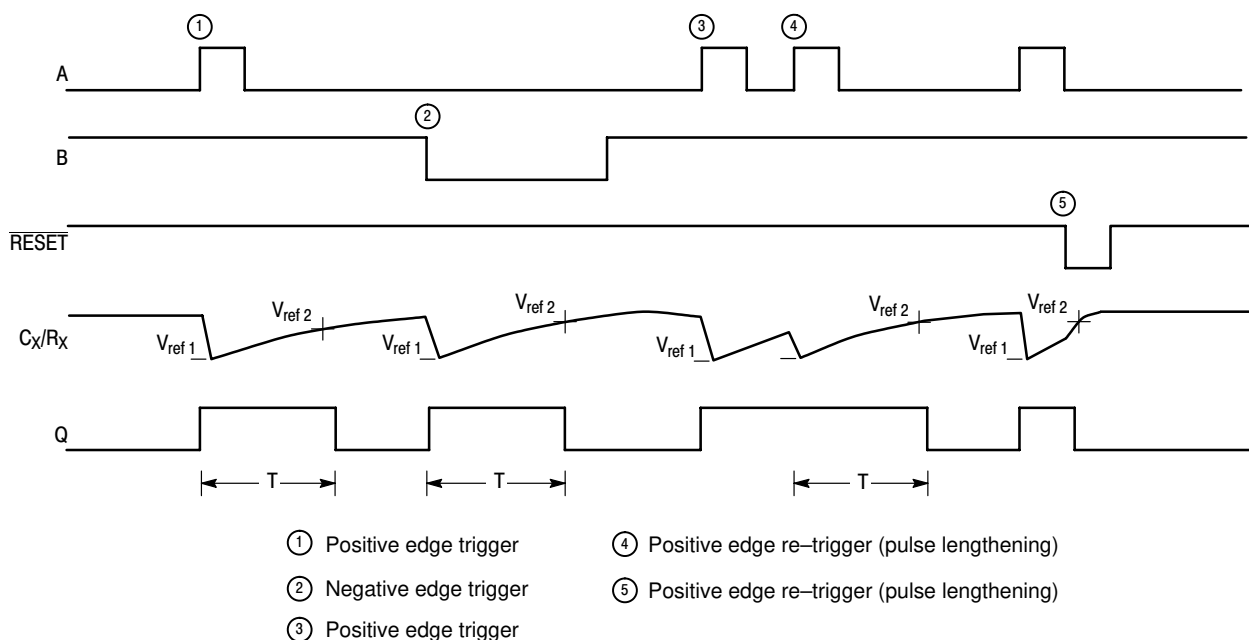 ① ③ ④
A
②
B
⑤
RESET
Vref 2 Vref 2 Vref 2 Vref 2
CX/RX
Vref 1 Vref 1 Vref 1 Vref 1
Q
T T T
① Positive edge trigger
② Negative edge trigger
③ Positive edge trigger
④ Positive edge re–trigger (pulse lengthening)
⑤ Positive edge re–trigger (pulse lengthening)